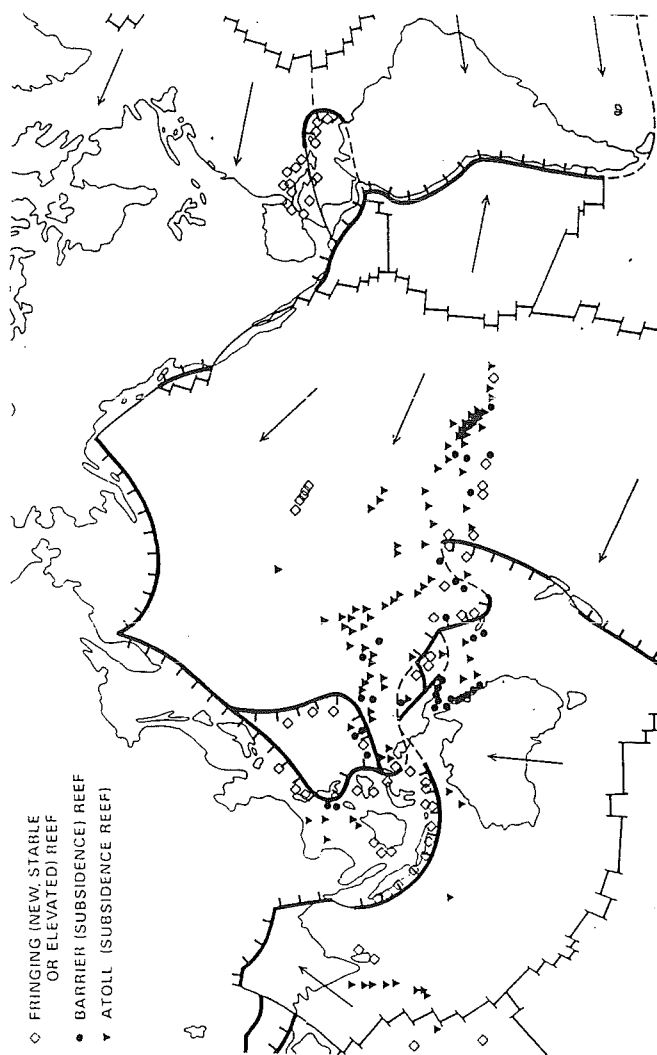 ◇ FRINGING (NEW, STABLE
OR ELEVATED) REEF
● BARRIER (SUBSIDENCE) REEF
▼ ATOLL (SUBSIDENCE REEF)